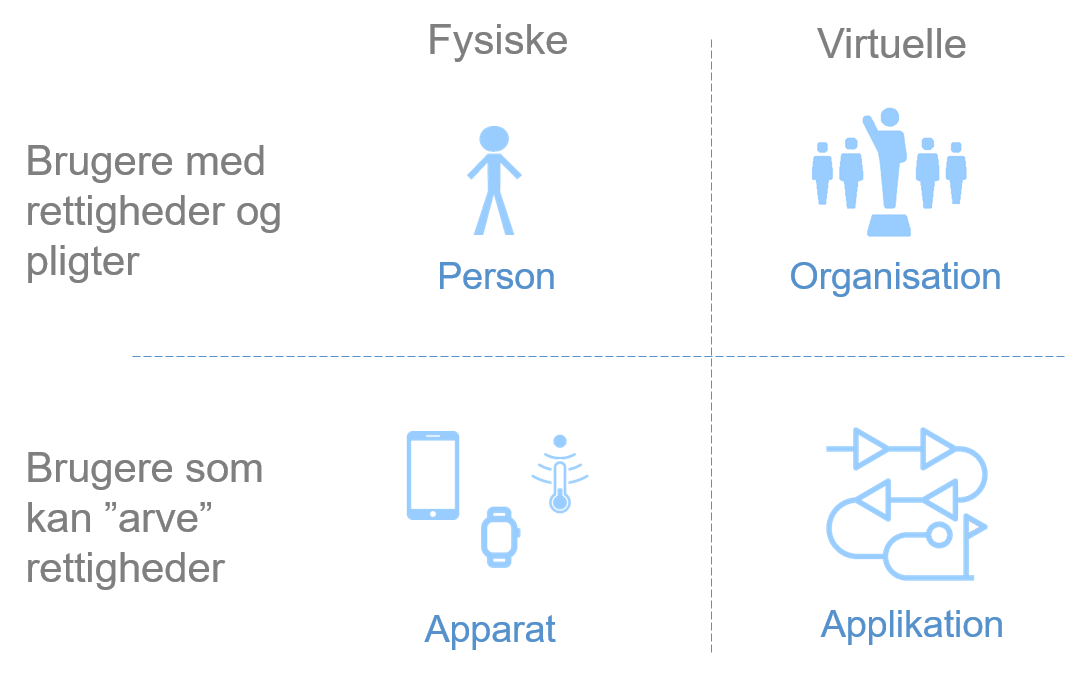 Fysiske
Virtuelle
Brugere med
rettigheder og
pligter
Person
Organisation
Brugere som
kan ”arve”
rettigheder
Apparat
Applikation